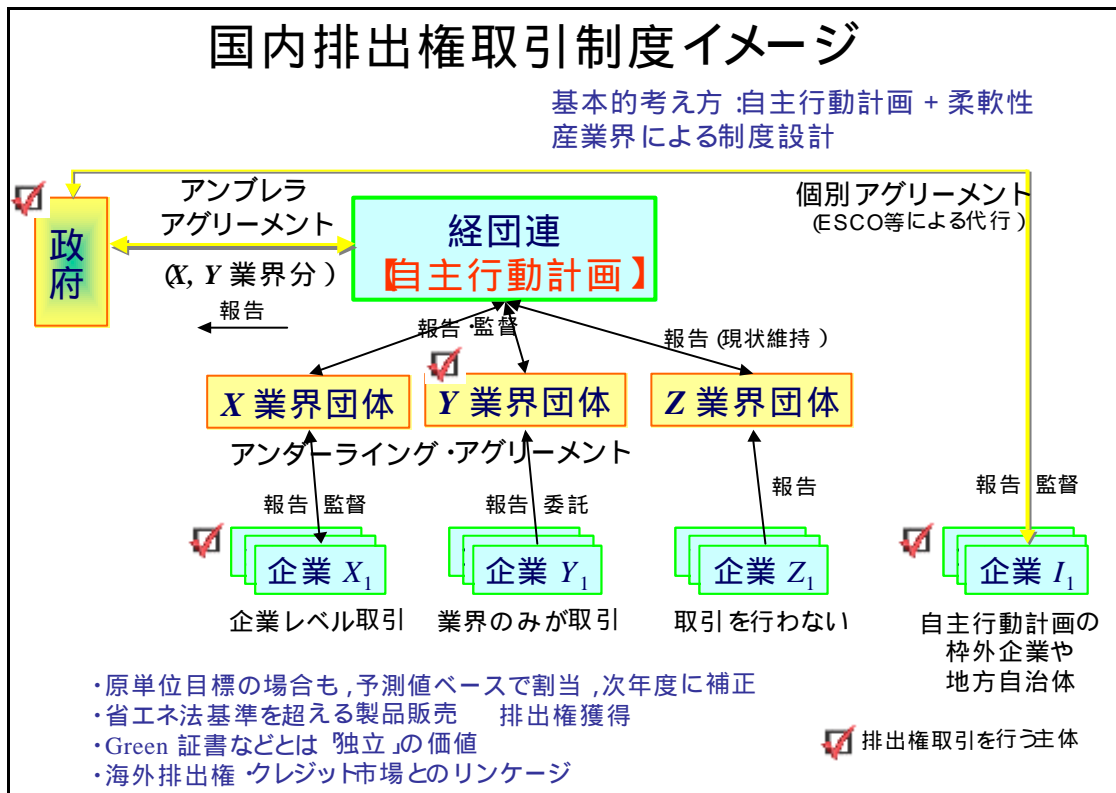 国内排出権取引制度イメージ
基本的考え方:自主行動計画 + 柔軟性
産業界による制度設計
アンブレラ
アグリーメント
個別アグリーメント
(ESCO等による代行)
政府
経団連
【自主行動計画】
(X, Y 業界分)
報告
報告・監督
報告(現状維持)
X 業界団体
Y 業界団体
Z 業界団体
アンダーライング・アグリーメント
報告 監督
報告 委託
報告
報告 監督
企業 X1
企業 Y1
企業 Z1
企業 I1
企業レベル取引
業界のみが取引
取引を行わない
自主行動計画の
枠外企業や
地方自治体
・原単位目標の場合も,予測値ベースで割当,次年度に補正
・省エネ法基準を超える製品販売 排出権獲得
・Green 証書などとは「独立」の価値
・海外排出権・クレジット市場とのリンケージ
排出権取引を行う主体